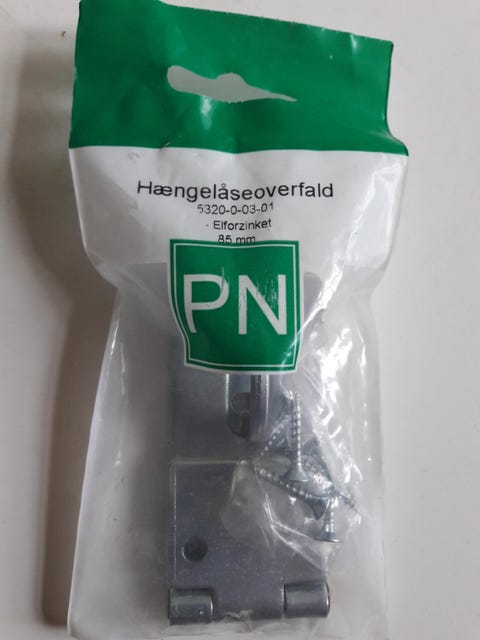 Hængelåseoverfald
5320-0-03-01
- Elforzinket
85 mm
PN